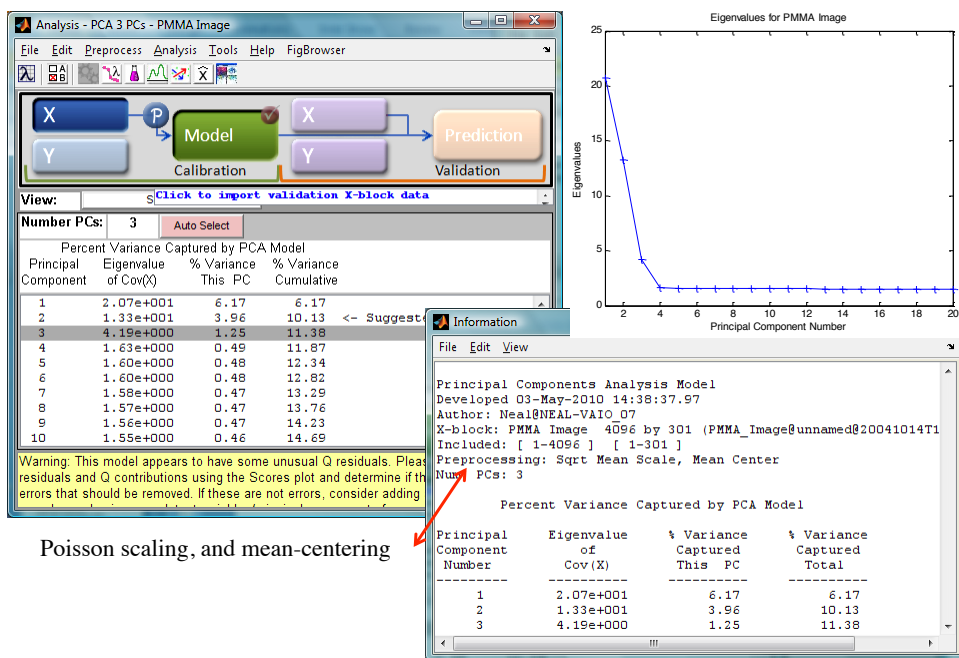 Analysis - PCA 3 PCs - PMMA Image
File Edit Preprocess Analysis Tools Help FigBrowser
X
P
Model
X
Prediction
Y
Y
Calibration
Validation
View:
S
Click to import validation X-block data
Number PCs: 3 Auto Select
Percent Variance Captured by PCA Model
Principal Eigenvalue % Variance % Variance
Component of Cov(X) This PC Cumulative
1 2.07e+001 6.17 6.17
2 1.33e+001 3.96 10.13 <- Suggeste
3 4.19e+000 1.25 11.38
4 1.63e+000 0.49 11.87
5 1.60e+000 0.48 12.34
6 1.60e+000 0.48 12.82
7 1.58e+000 0.47 13.29
8 1.57e+000 0.47 13.76
9 1.56e+000 0.47 14.23
10 1.55e+000 0.46 14.69
Warning: This model appears to have some unusual Q residuals. Pleas
residuals and Q contributions using the Scores plot and determine if th
errors that should be removed. If these are not errors, consider adding
Poisson scaling, and mean-centering
Eigenvalues for PMMA Image
Eigenvalues
25
20
15
10
5
0
2 4 6 8 10 12 14 16 18 20
Principal Component Number
Information
File Edit View
Principal Components Analysis Model
Developed 03-May-2010 14:38:37.97
Author: Neal@NEAL-VAIO_07
X-block: PMMA Image 4096 by 301 (PMMA_Image@unnamed@20041014T1
Included: [ 1-4096 ] [ 1-301 ]
Preprocessing: Sqrt Mean Scale, Mean Center
Num. PCs: 3
Percent Variance Captured by PCA Model
Principal Eigenvalue % Variance % Variance
Component of Captured Captured
Number Cov(X) This PC Total
--------- ---------- ---------- ----------
1 2.07e+001 6.17 6.17
2 1.33e+001 3.96 10.13
3 4.19e+000 1.25 11.38